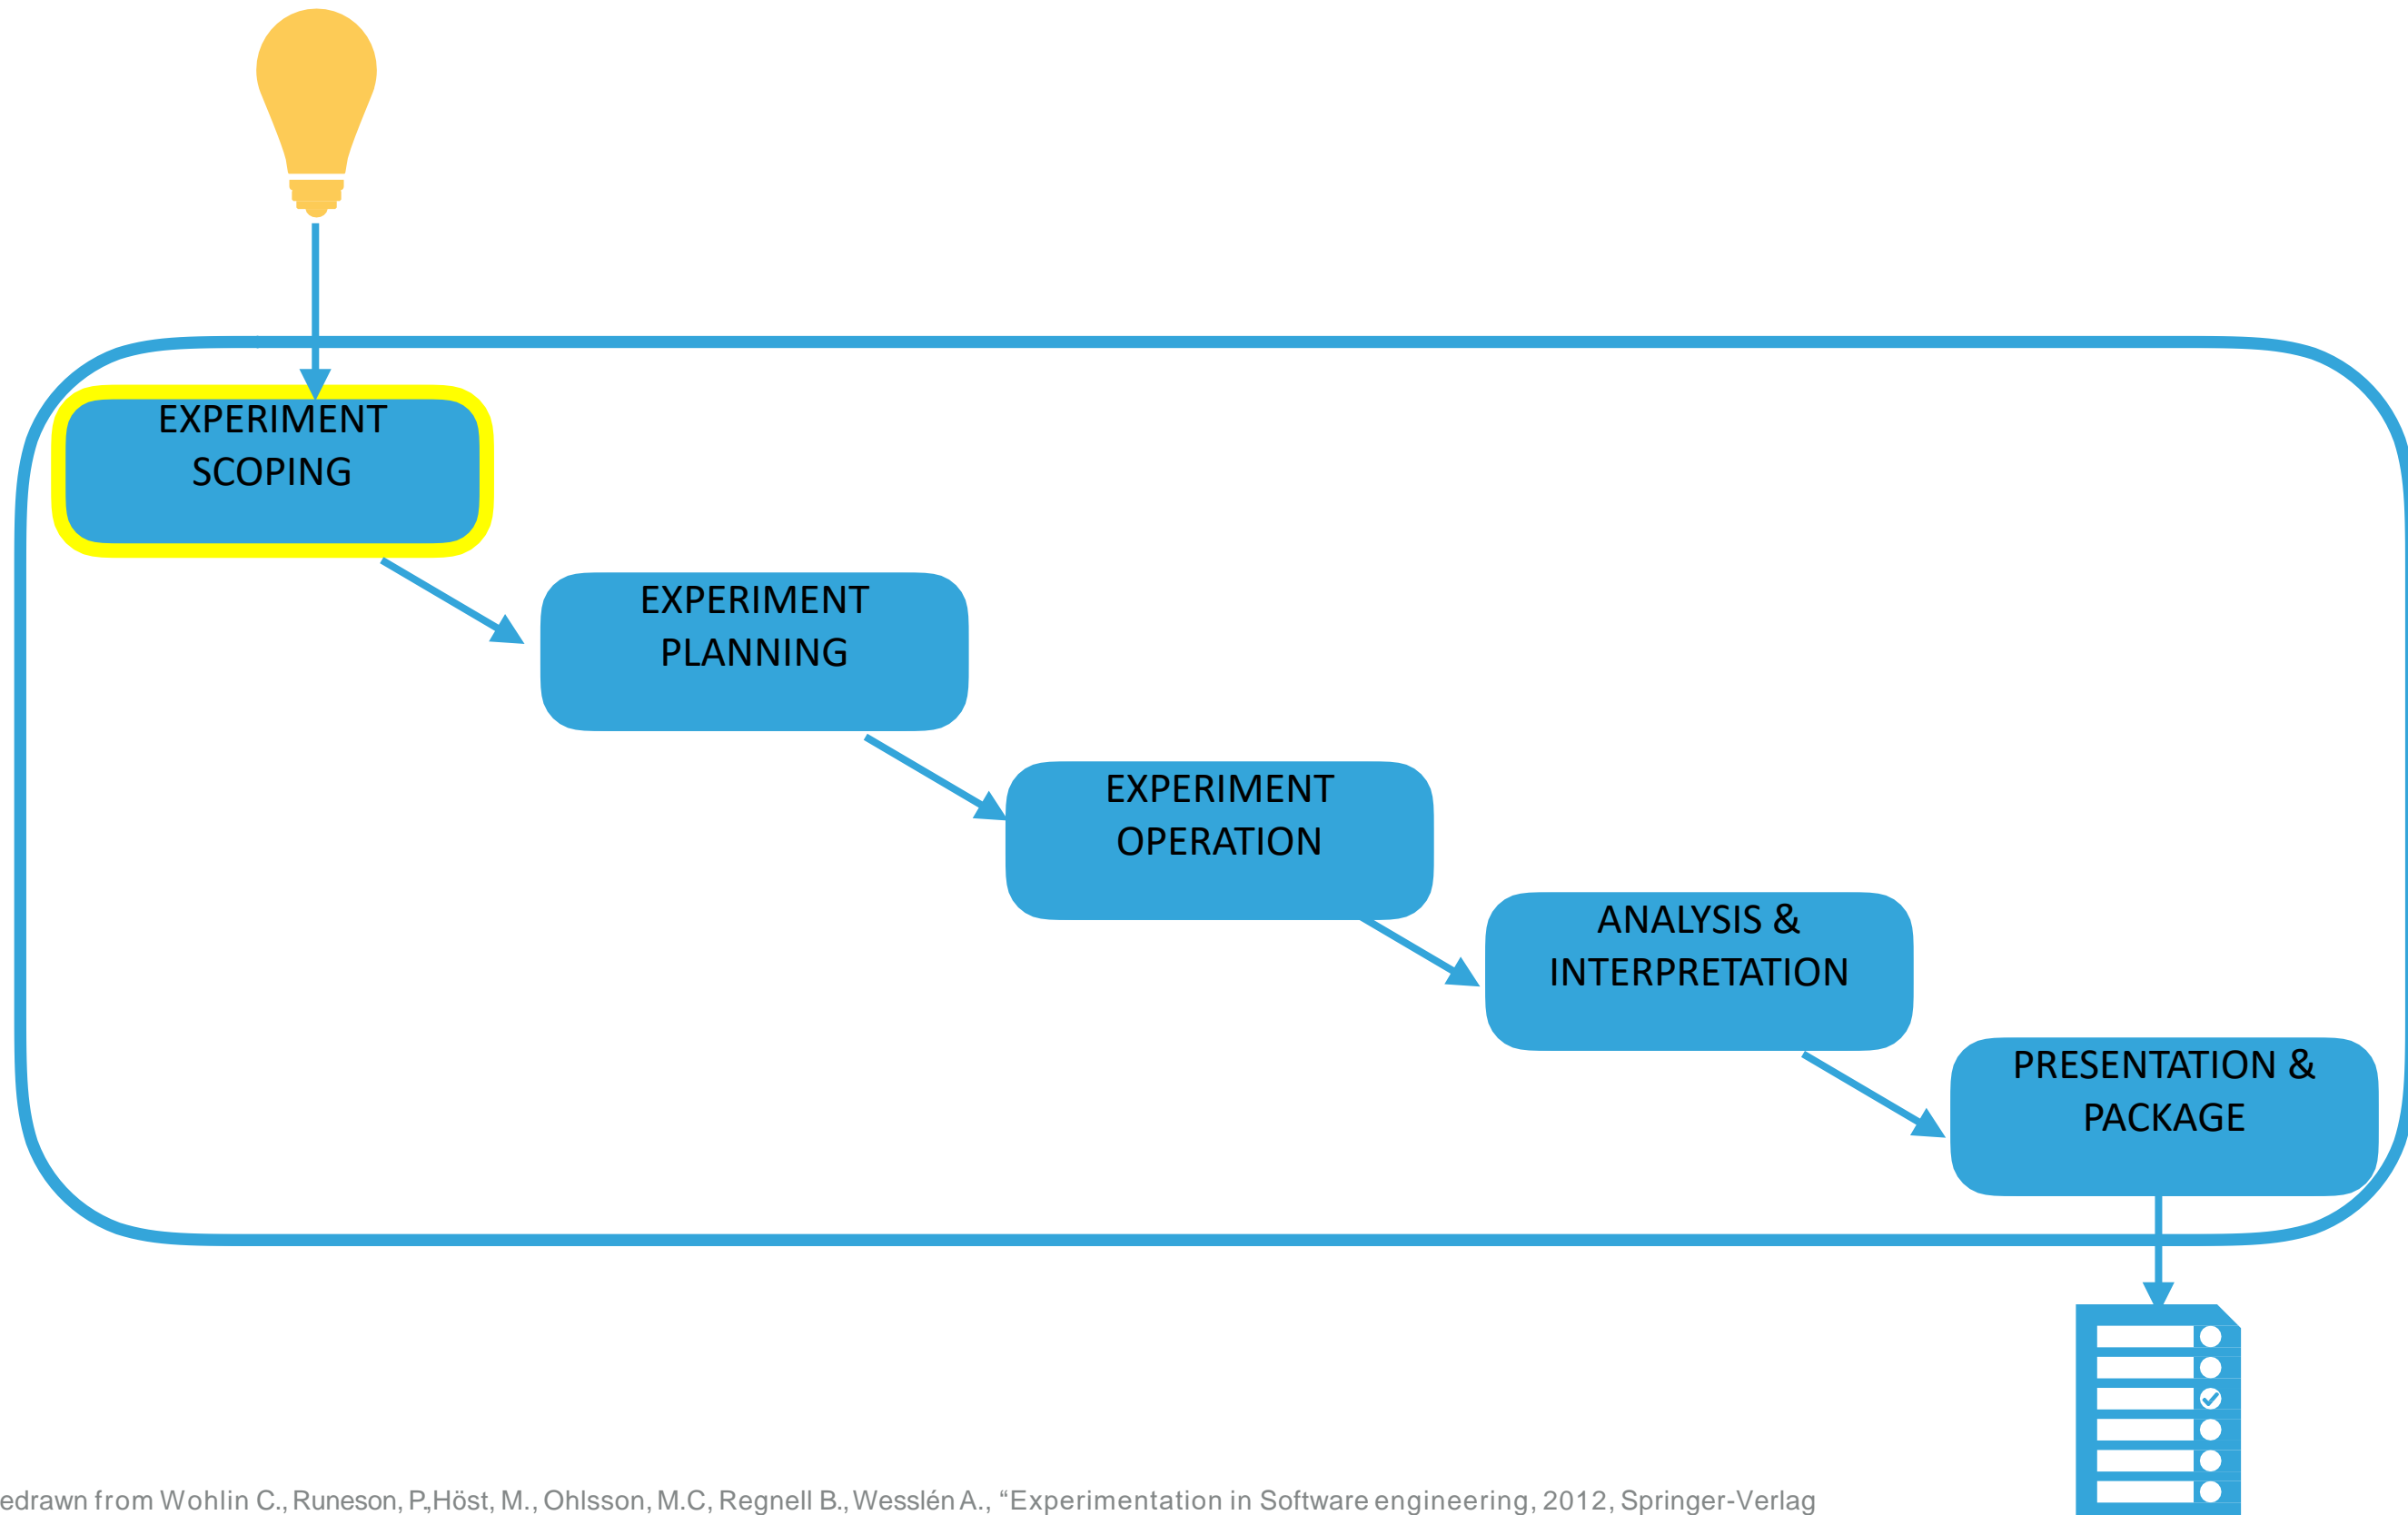 EXPERIMENT
SCOPING
EXPERIMENT
PLANNING
EXPERIMENT
OPERATION
ANALYSIS &
INTERPRETATION
PRESENTATION &
PACKAGE
edrawn from Wohlin C., Runeson, P.,Höst, M., Ohlsson, M.C, Regnell B., Wesslén A., “Experimentation in Software engineering, 2012, Springer-Verlag